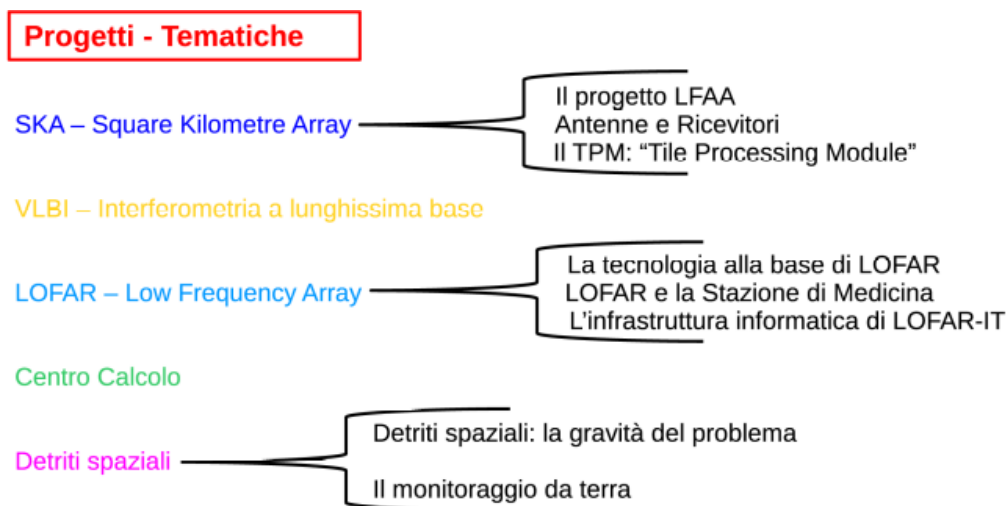 Progetti - Tematiche
SKA – Square Kilometre Array
Il progetto LFAA
Antenne e Ricevitori
Il TPM: “Tile Processing Module”
VLBI – Interferometria a lunghissima base
LOFAR – Low Frequency Array
La tecnologia alla base di LOFAR
LOFAR e la Stazione di Medicina
L’infrastruttura informatica di LOFAR-IT
Centro Calcolo
Detriti spaziali
Detriti spaziali: la gravità del problema
Il monitoraggio da terra